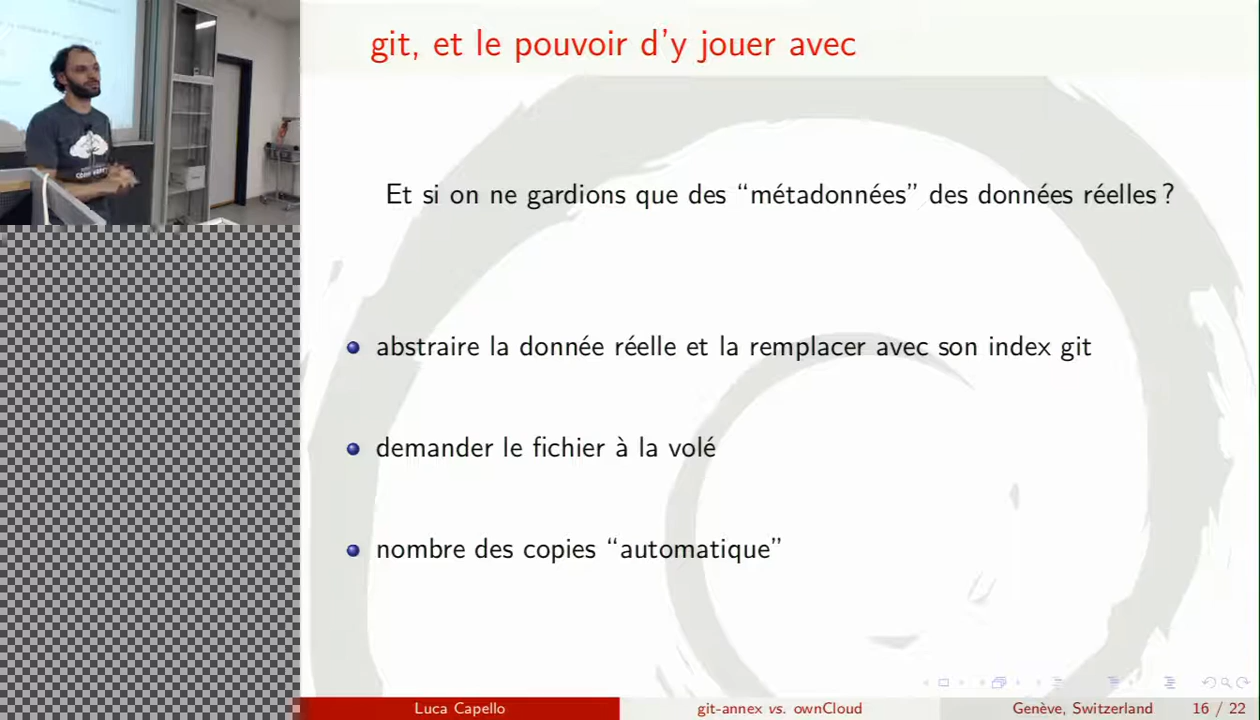 git, et le pouvoir d'y jouer avec
Et si on ne gardions que des “métadonnées” des données réelles ?
abstraire la donnée réelle et la remplacer avec son index git
demander le fichier à la volé
nombre des copies “automatique”
Luca Capello
git-annex vs. ownCloud
Genève, Switzerland
16 / 22